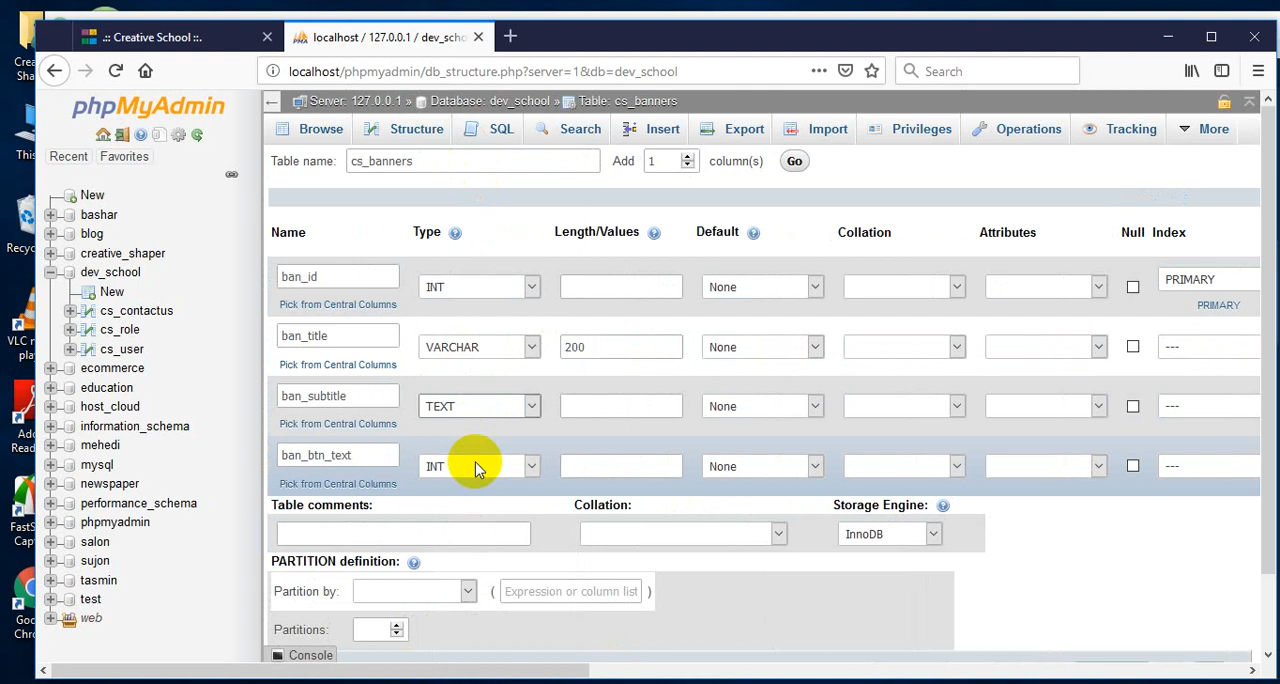 .:: Creative School ::.
localhost / 127.0.0.1 / dev_scho
localhost/phpmyadmin/db_structure.php?server=1&db=dev_school
Search
phpMyAdmin
Recent
Favorites
New
bashar
blog
creative_shaper
dev_school
New
cs_contactus
cs_role
cs_user
ecommerce
education
host_cloud
information_schema
mehedi
mysql
newspaper
performance_schema
phpmyadmin
salon
sujon
tasmin
test
web
Server: 127.0.0.1 » Database: dev_school » Table: cs_banners
Browse Structure SQL Search Insert Export Import Privileges Operations Tracking More
Table name: cs_banners Add 1 column(s) Go
Name Type Length/Values Default Collation Attributes Null Index
ban_id INT None PRIMARY
Pick from Central Columns PRIMARY
ban_title VARCHAR 200 None ---
Pick from Central Columns
ban_subtitle TEXT None ---
Pick from Central Columns
ban_btn_text INT None ---
Pick from Central Columns
Table comments: Collation: Storage Engine:
InnoDB
PARTITION definition:
Partition by: ( Expression or column list )
Partitions:
Console